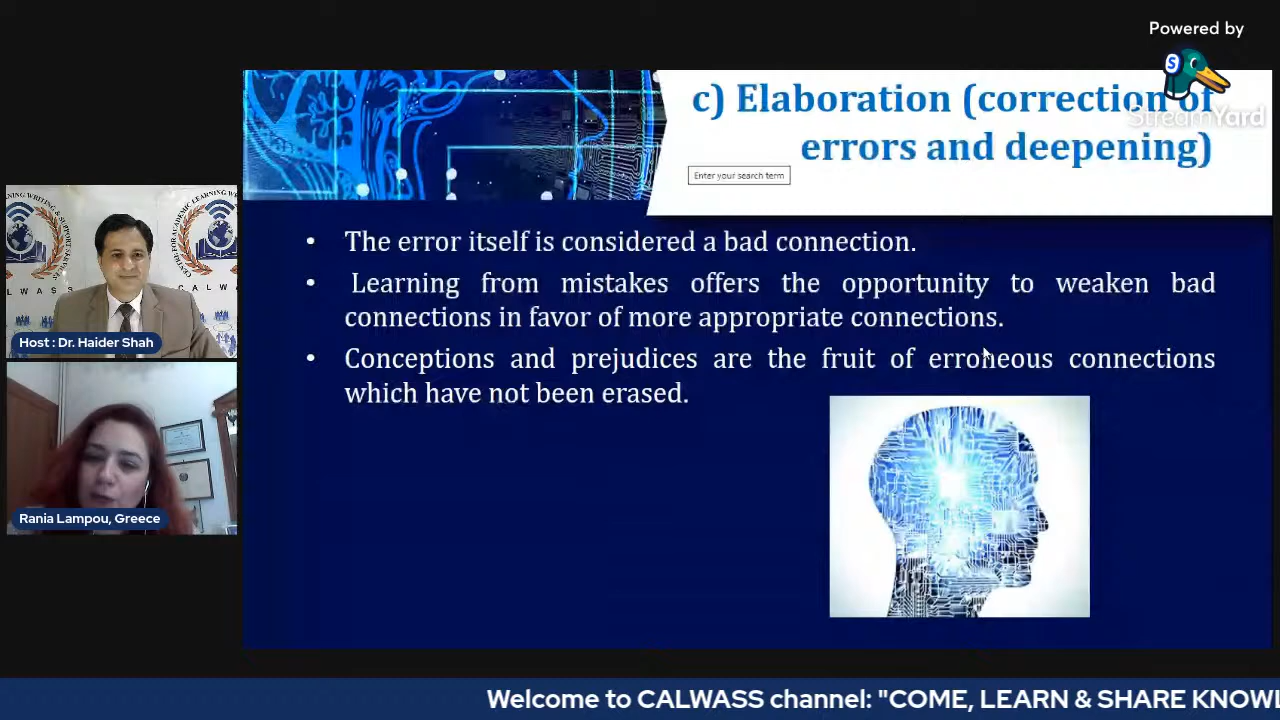 Powered by
StreamYard
c) Elaboration (correction of
errors and deepening)
Enter your search term
• The error itself is considered a bad connection.
• Learning from mistakes offers the opportunity to weaken bad
connections in favor of more appropriate connections.
• Conceptions and prejudices are the fruit of erroneous connections
which have not been erased.
CALWASS
Host : Dr. Haider Shah
Rania Lampou, Greece
Welcome to CALWASS channel: "COME, LEARN & SHARE KNOWL